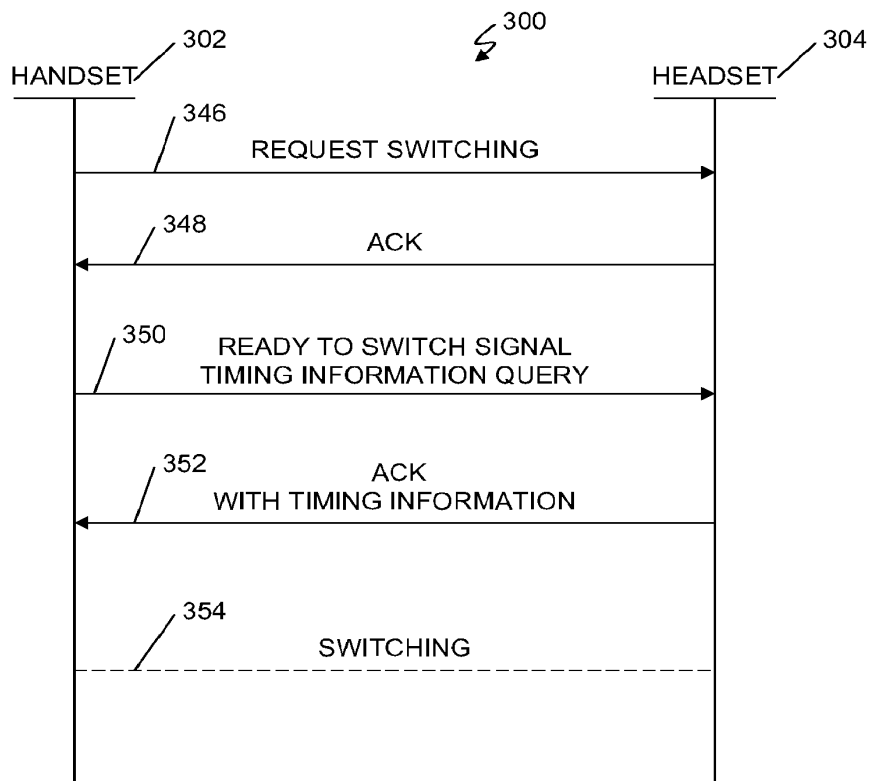 300
302
304
HANDSET
HEADSET
346
REQUEST SWITCHING
348
ACK
350
READY TO SWITCH SIGNAL
TIMING INFORMATION QUERY
352
ACK
WITH TIMING INFORMATION
354
SWITCHING